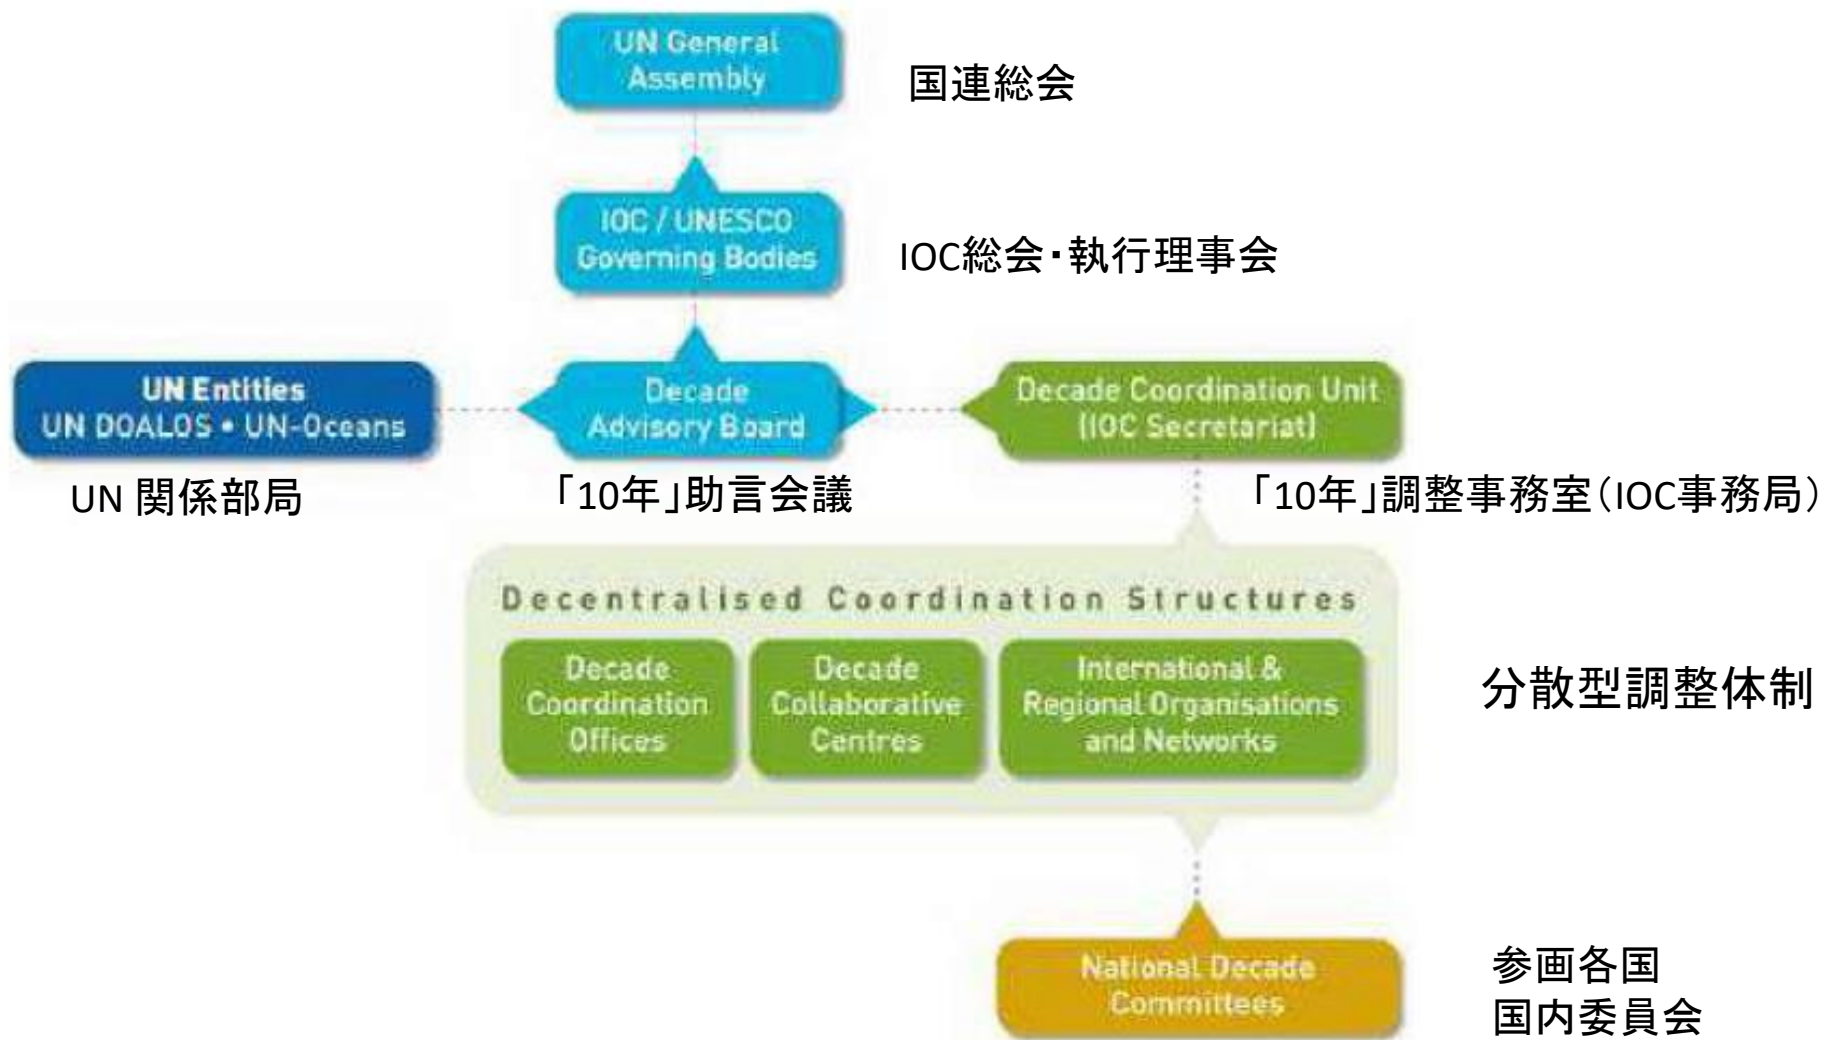 UN General
Assembly
国連総会
IOC / UNESCO
Governing Bodies
IOC総会・執行理事会
UN Entities
UN DOALOS • UN-Oceans
UN 関係部局
Decade
Advisory Board
「10年」助言会議
Decade Coordination Unit
(IOC Secretariat)
「10年」調整事務室(IOC事務局)
Decentralised Coordination Structures
Decade
Coordination
Offices
Decade
Collaborative
Centres
International &
Regional Organisations
and Networks
分散型調整体制
National Decade
Committees
参画各国
国内委員会